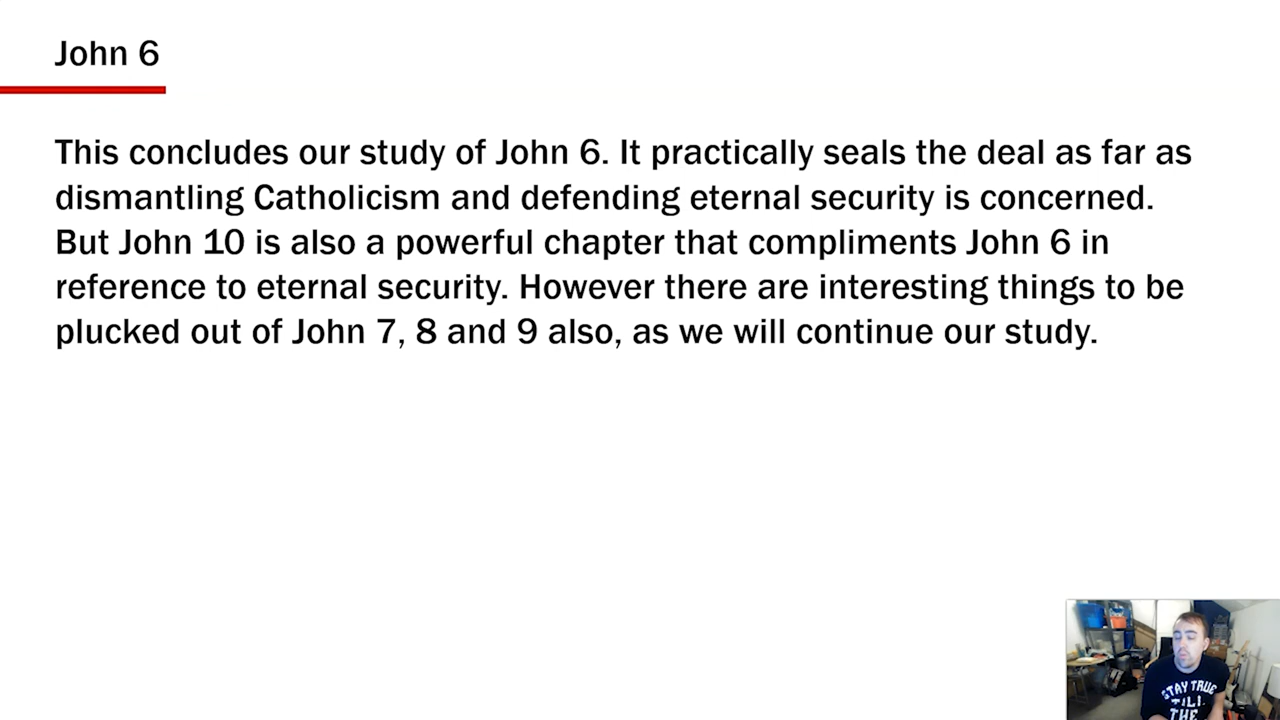 John 6
This concludes our study of John 6. It practically seals the deal as far as
dismantling Catholicism and defending eternal security is concerned.
But John 10 is also a powerful chapter that compliments John 6 in
reference to eternal security. However there are interesting things to be
plucked out of John 7, 8 and 9 also, as we will continue our study.
STAY TRUE
TILL
THE